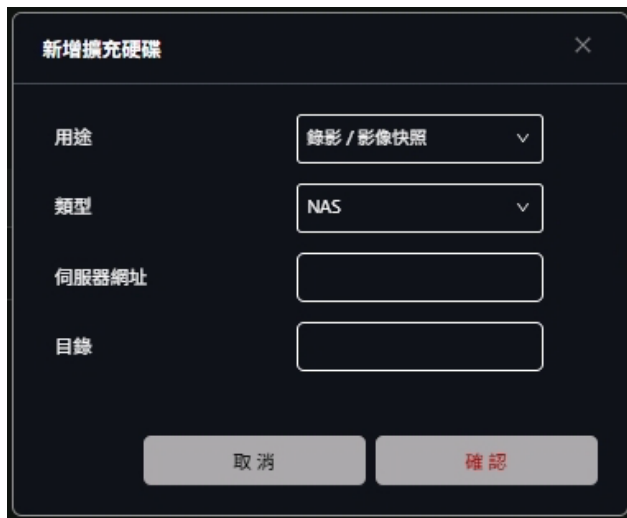 新增擴充硬碟
用途
錄影 / 影像快照
類型
NAS
伺服器網址
目錄
取消
確認